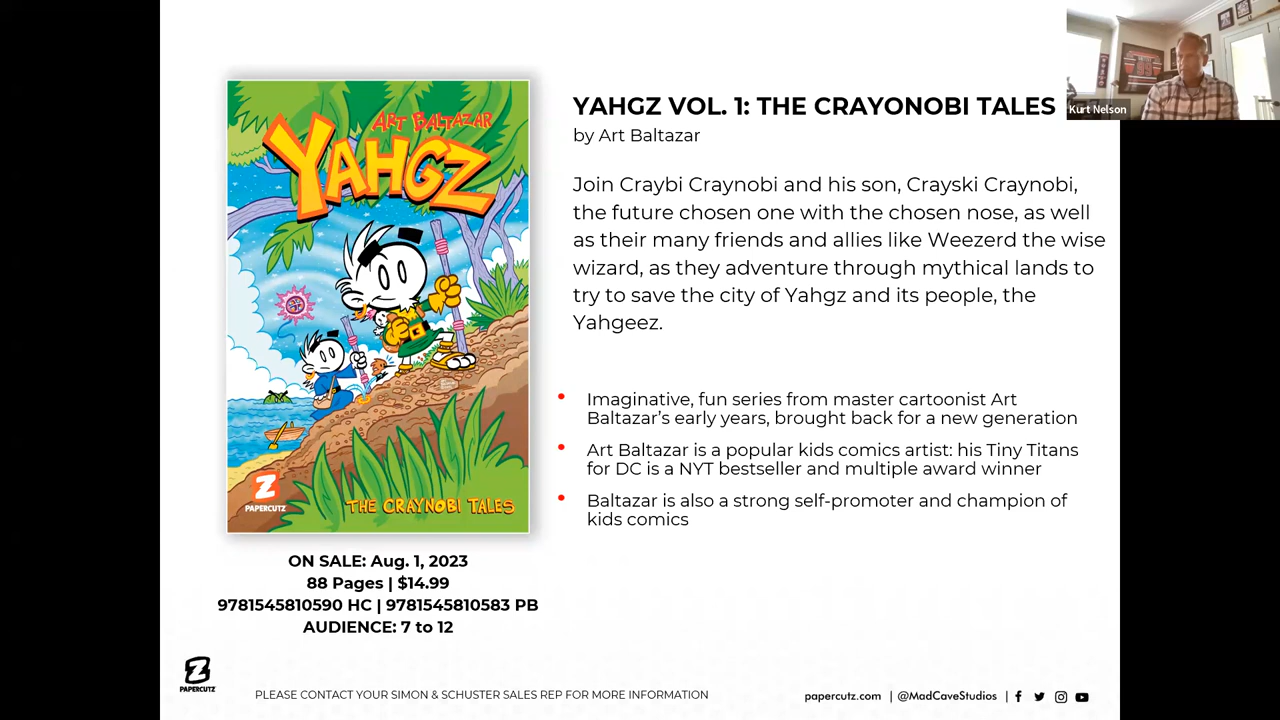 ART BALTAZAR
YAHGZ
Z
PAPERCUTZ
THE CRAYNOBI TALES
ON SALE: Aug. 1, 2023
88 Pages | $14.99
9781545810590 HC | 9781545810583 PB
AUDIENCE: 7 to 12
YAHGZ VOL. 1: THE CRAYONOBI TALES
by Art Baltazar
Join Craybi Craynobi and his son, Crayski Craynobi,
the future chosen one with the chosen nose, as well
as their many friends and allies like Weezerd the wise
wizard, as they adventure through mythical lands to
try to save the city of Yahgz and its people, the
Yahgeez.
• Imaginative, fun series from master cartoonist Art
Baltazar’s early years, brought back for a new generation
• Art Baltazar is a popular kids comics artist: his Tiny Titans
for DC is a NYT bestseller and multiple award winner
• Baltazar is also a strong self-promoter and champion of
kids comics
Kurt Nelson
Z
PAPERCUTZ
PLEASE CONTACT YOUR SIMON & SCHUSTER SALES REP FOR MORE INFORMATION
papercutz.com | @MadCaveStudios |